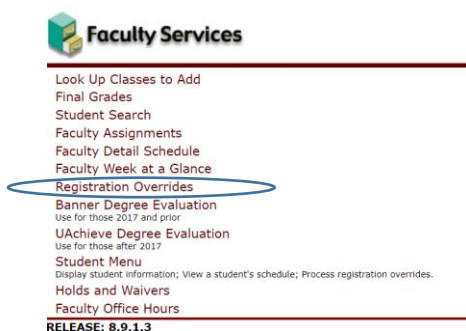 Faculty Services
Look Up Classes to Add
Final Grades
Student Search
Faculty Assignments
Faculty Detail Schedule
Faculty Week at a Glance
Registration Overrides
Banner Degree Evaluation
Use for those 2017 and prior
UAchieve Degree Evaluation
Use for those after 2017
Student Menu
Display student information; View a student's schedule; Process registration overrides.
Holds and Waivers
Faculty Office Hours
RELEASE: 8.9.1.3